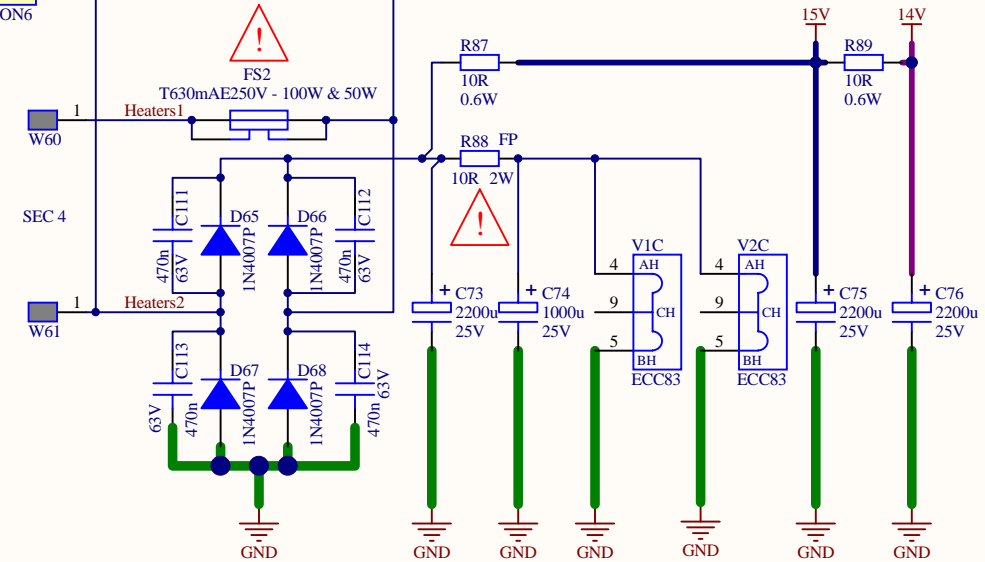 ON6
15V
14V
FS2
T630mAE250V - 100W & 50W
R87
10R
0.6W
R89
10R
0.6W
1
Heaters1
W60
R88 FP
10R 2W
SEC 4
C111
470n
63V
D65
1N4007P
D66
1N4007P
C112
470n
63V
V1C
4 AH
9 CH
5 BH
ECC83
V2C
4 AH
9 CH
5 BH
ECC83
1
Heaters2
W61
+ C73
2200u
25V
+ C74
1000u
25V
+ C75
2200u
25V
+ C76
2200u
25V
C113
63V
470n
D67
1N4007P
D68
1N4007P
C114
63V
470n
GND
GND
GND
GND
GND
GND
GND